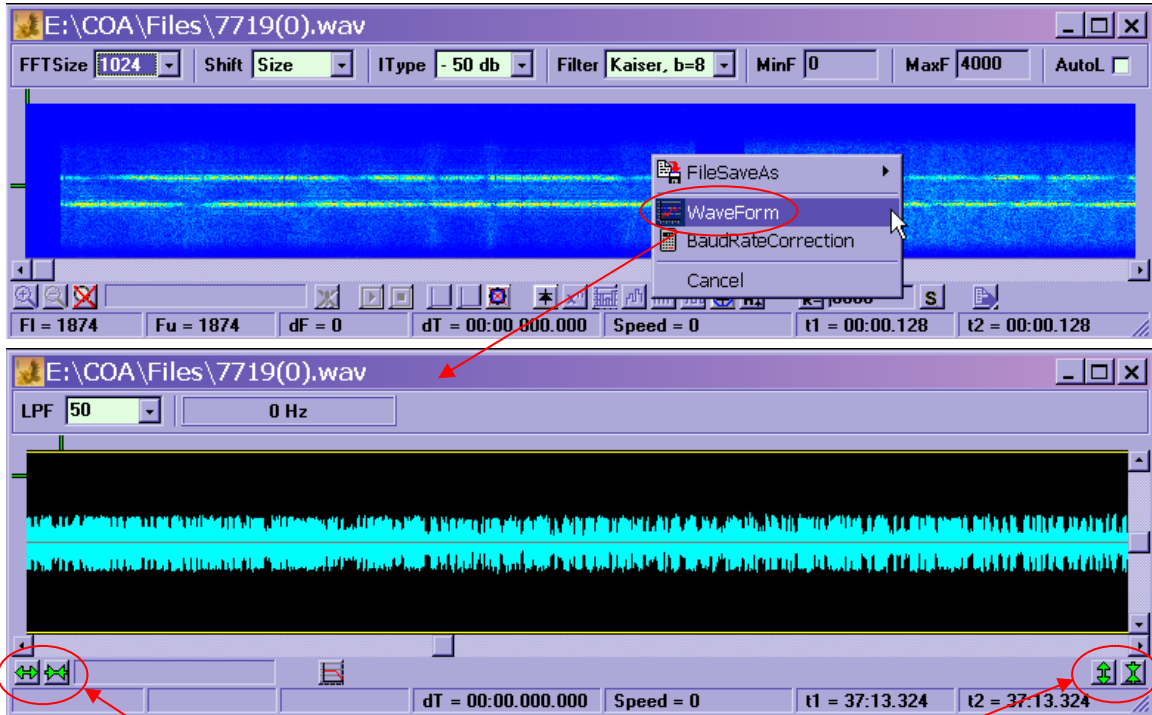 E:\COA\Files\7719(0).wav
FFTSize 1024 Shift Size IType - 50 db Filter Kaiser, b=8 MinF 0 MaxF 4000 AutoL
FileSaveAs
WaveForm
BaudRateCorrection
Cancel
S
Fl = 1874 Fu = 1874 dF = 0 dT = 00:00.000.000 Speed = 0 t1 = 00:00.128 t2 = 00:00.128
E:\COA\Files\7719(0).wav
LPF 50 0 Hz
dT = 00:00.000.000 Speed = 0 t1 = 37:13.324 t2 = 37:13.324